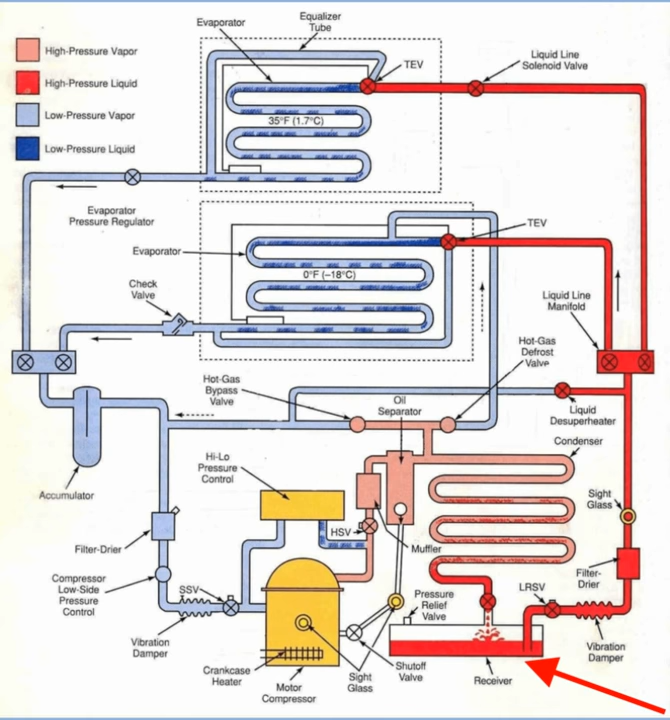 Evaporator
Equalizer
Tube
High-Pressure Vapor
High-Pressure Liquid
Low-Pressure Vapor
Low-Pressure Liquid
TEV
Liquid Line
Solenoid Valve
35°F (1.7°C)
Evaporator
Pressure Regulator
TEV
Evaporator
0°F (–18°C)
Check
Valve
Liquid Line
Manifold
Hot-Gas
Defrost
Valve
Hot-Gas
Bypass
Valve
Oil
Separator
Liquid
Desuperheater
Condenser
Accumulator
Hi-Lo
Pressure
Control
Sight
Glass
HSV
Muffler
Filter-Drier
Filter-
Drier
Compressor
Low-Side
Pressure
Control
SSV
Pressure
Relief
Valve
LRSV
Vibration
Damper
Vibration
Damper
Crankcase
Heater
Motor
Compressor
Sight
Glass
Shutoff
Valve
Receiver